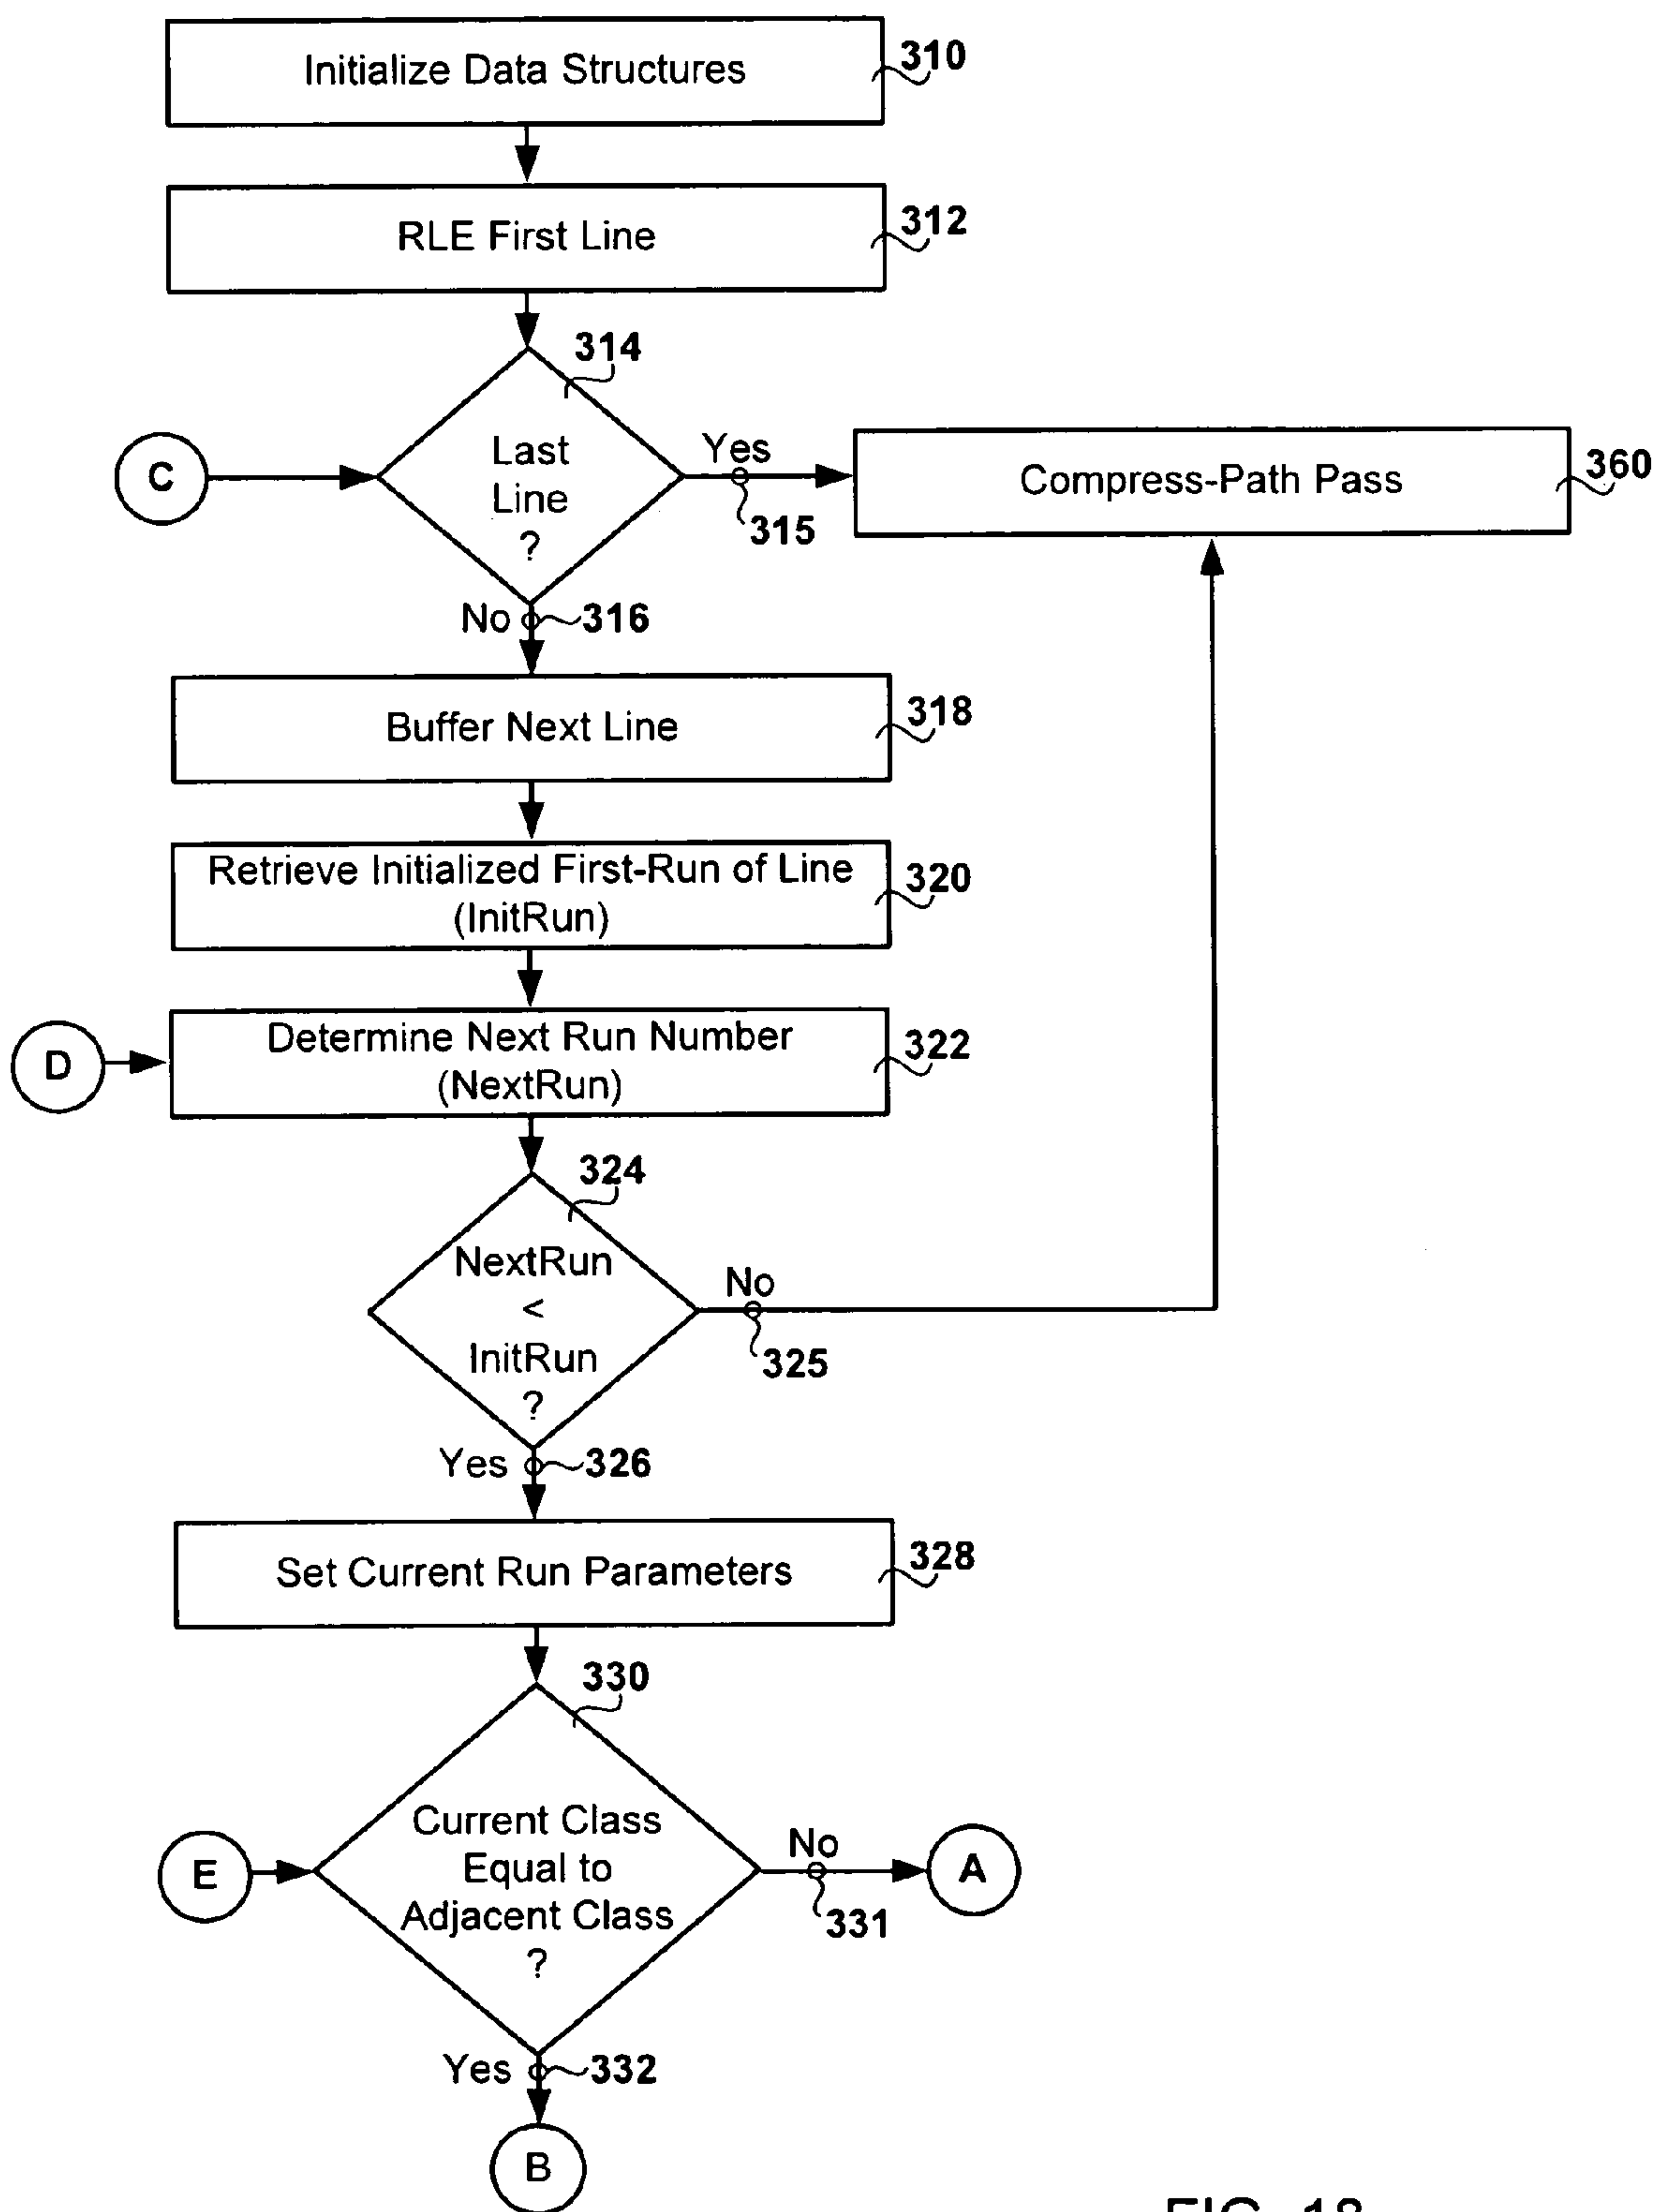 Initialize Data Structures
310
RLE First Line
312
314
Last
Line
?
C
Yes
315
Compress-Path Pass
360
No
316
Buffer Next Line
318
Retrieve Initialized First-Run of Line
(InitRun)
320
D
Determine Next Run Number
(NextRun)
322
324
NextRun
<
InitRun
?
No
325
Yes
326
Set Current Run Parameters
328
330
E
Current Class
Equal to
Adjacent Class
?
No
331
A
Yes
332
B
FIG. 18